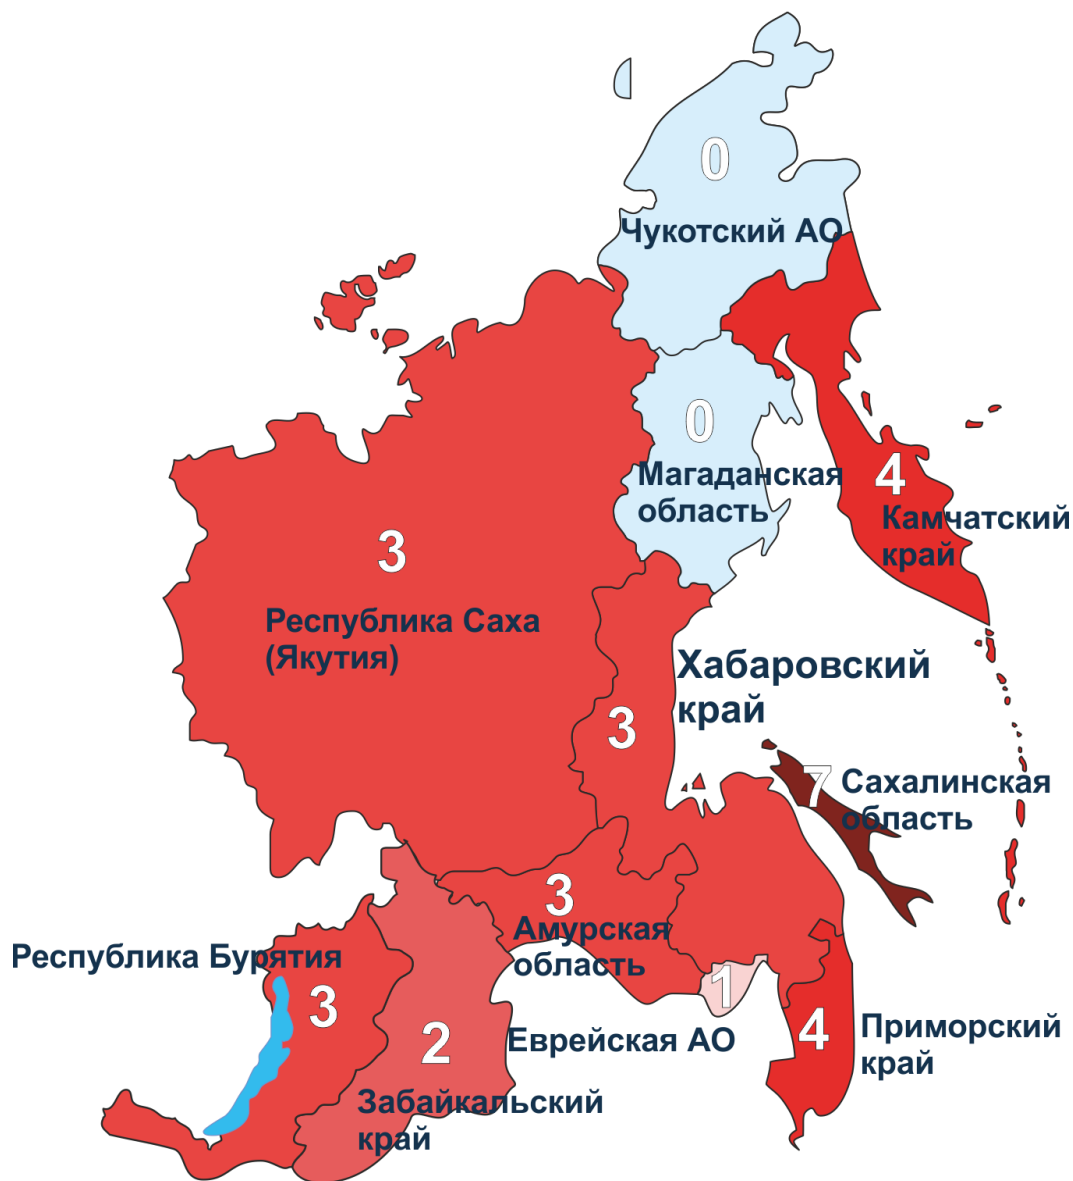 0
Чукотский АО
0
Магаданская
область
4
Камчатский
край
3
Республика Саха
(Якутия)
Хабаровский
край
3
7
Сахалинская
область
3
Амурская
область
Республика Бурятия
3
1
2
Еврейская АО
4
Приморский
край
Забайкальский
край